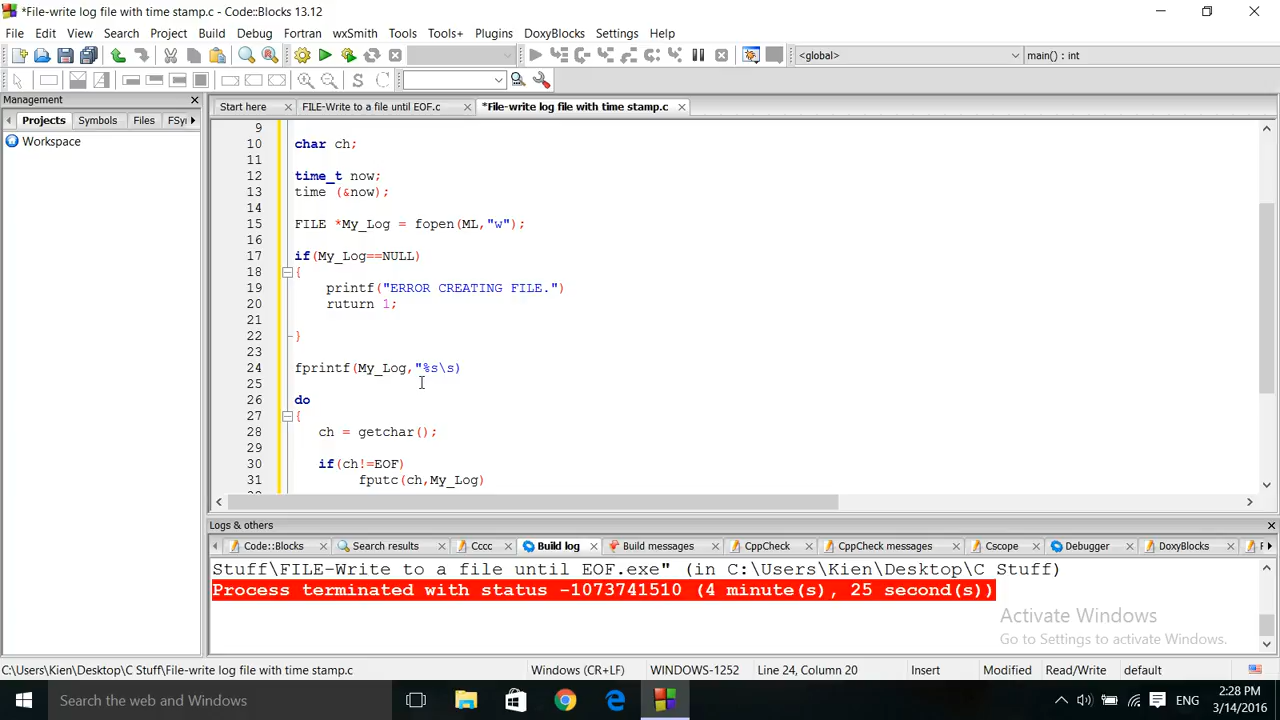 *File-write log file with time stamp.c - Code::Blocks 13.12
File Edit View Search Project Build Debug Fortran wxSmith Tools Tools+ Plugins DoxyBlocks Settings Help
<global> main() : int
Management
Start here FILE-Write to a file until EOF.c *File-write log file with time stamp.c
Projects Symbols Files FSy
Workspace
9
10 char ch;
11
12 time_t now;
13 time (&now);
14
15 FILE *My_Log = fopen(ML,"w");
16
17 if(My_Log==NULL)
18 {
19 printf("ERROR CREATING FILE.")
20 ruturn 1;
21
22 }
23
24 fprintf(My_Log,"%s\s)
25
26 do
27 {
28 ch = getchar();
29
30 if(ch!=EOF)
31 fputc(ch,My_Log)
Logs & others
Code::Blocks Search results Cccc Build log Build messages CppCheck CppCheck messages Cscope Debugger DoxyBlocks F
Stuff\FILE-Write to a file until EOF.exe" (in C:\Users\Kien\Desktop\C Stuff)
Process terminated with status -1073741510 (4 minute(s), 25 second(s))
Activate Windows
Go to Settings to activate Windows.
C:\Users\Kien\Desktop\C Stuff\File-write log file with time stamp.c Windows (CR+LF) WINDOWS-1252 Line 24, Column 20 Insert Modified Read/Write default
Search the web and Windows
ENG
2:28 PM
3/14/2016